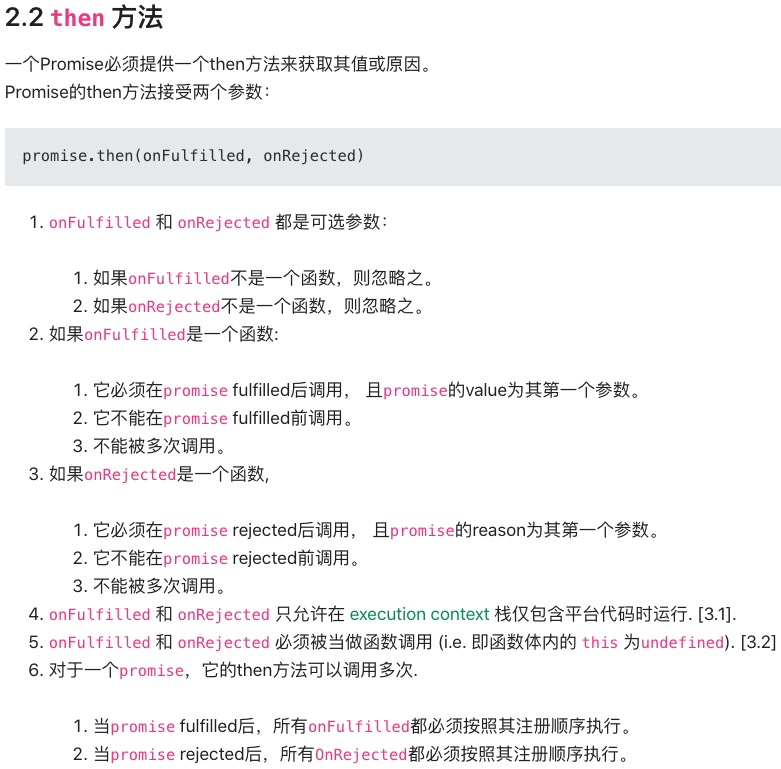 2.2 then 方法
一个Promise必须提供一个then方法来获取其值或原因。
Promise的then方法接受两个参数：
promise.then(onFulfilled, onRejected)
1. onFulfilled 和 onRejected 都是可选参数：
1. 如果onFulfilled不是一个函数，则忽略之。
2. 如果onRejected不是一个函数，则忽略之。
2. 如果onFulfilled是一个函数:
1. 它必须在promise fulfilled后调用， 且promise的value为其第一个参数。
2. 它不能在promise fulfilled前调用。
3. 不能被多次调用。
3. 如果onRejected是一个函数,
1. 它必须在promise rejected后调用， 且promise的reason为其第一个参数。
2. 它不能在promise rejected前调用。
3. 不能被多次调用。
4. onFulfilled 和 onRejected 只允许在 execution context 栈仅包含平台代码时运行. [3.1].
5. onFulfilled 和 onRejected 必须被当做函数调用 (i.e. 即函数体内的 this 为undefined). [3.2]
6. 对于一个promise，它的then方法可以调用多次.
1. 当promise fulfilled后，所有onFulfilled都必须按照其注册顺序执行。
2. 当promise rejected后，所有OnRejected都必须按照其注册顺序执行。